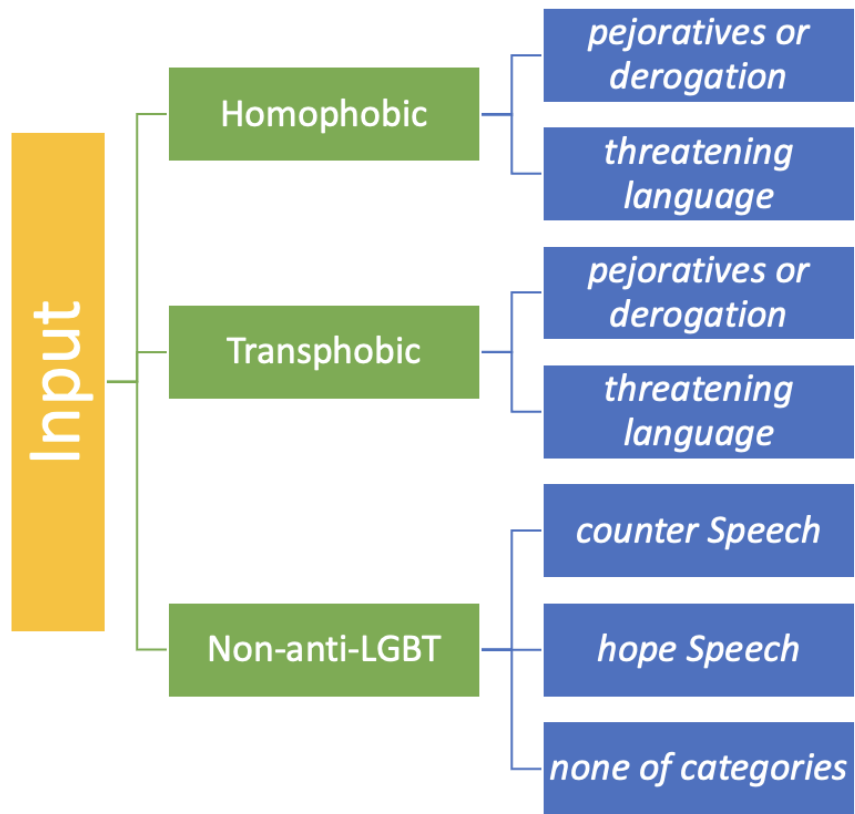 Input
Homophobic
pejoratives or
derogation
threatening
language
Transphobic
pejoratives or
derogation
threatening
language
Non-anti-LGBT
counter Speech
hope Speech
none of categories